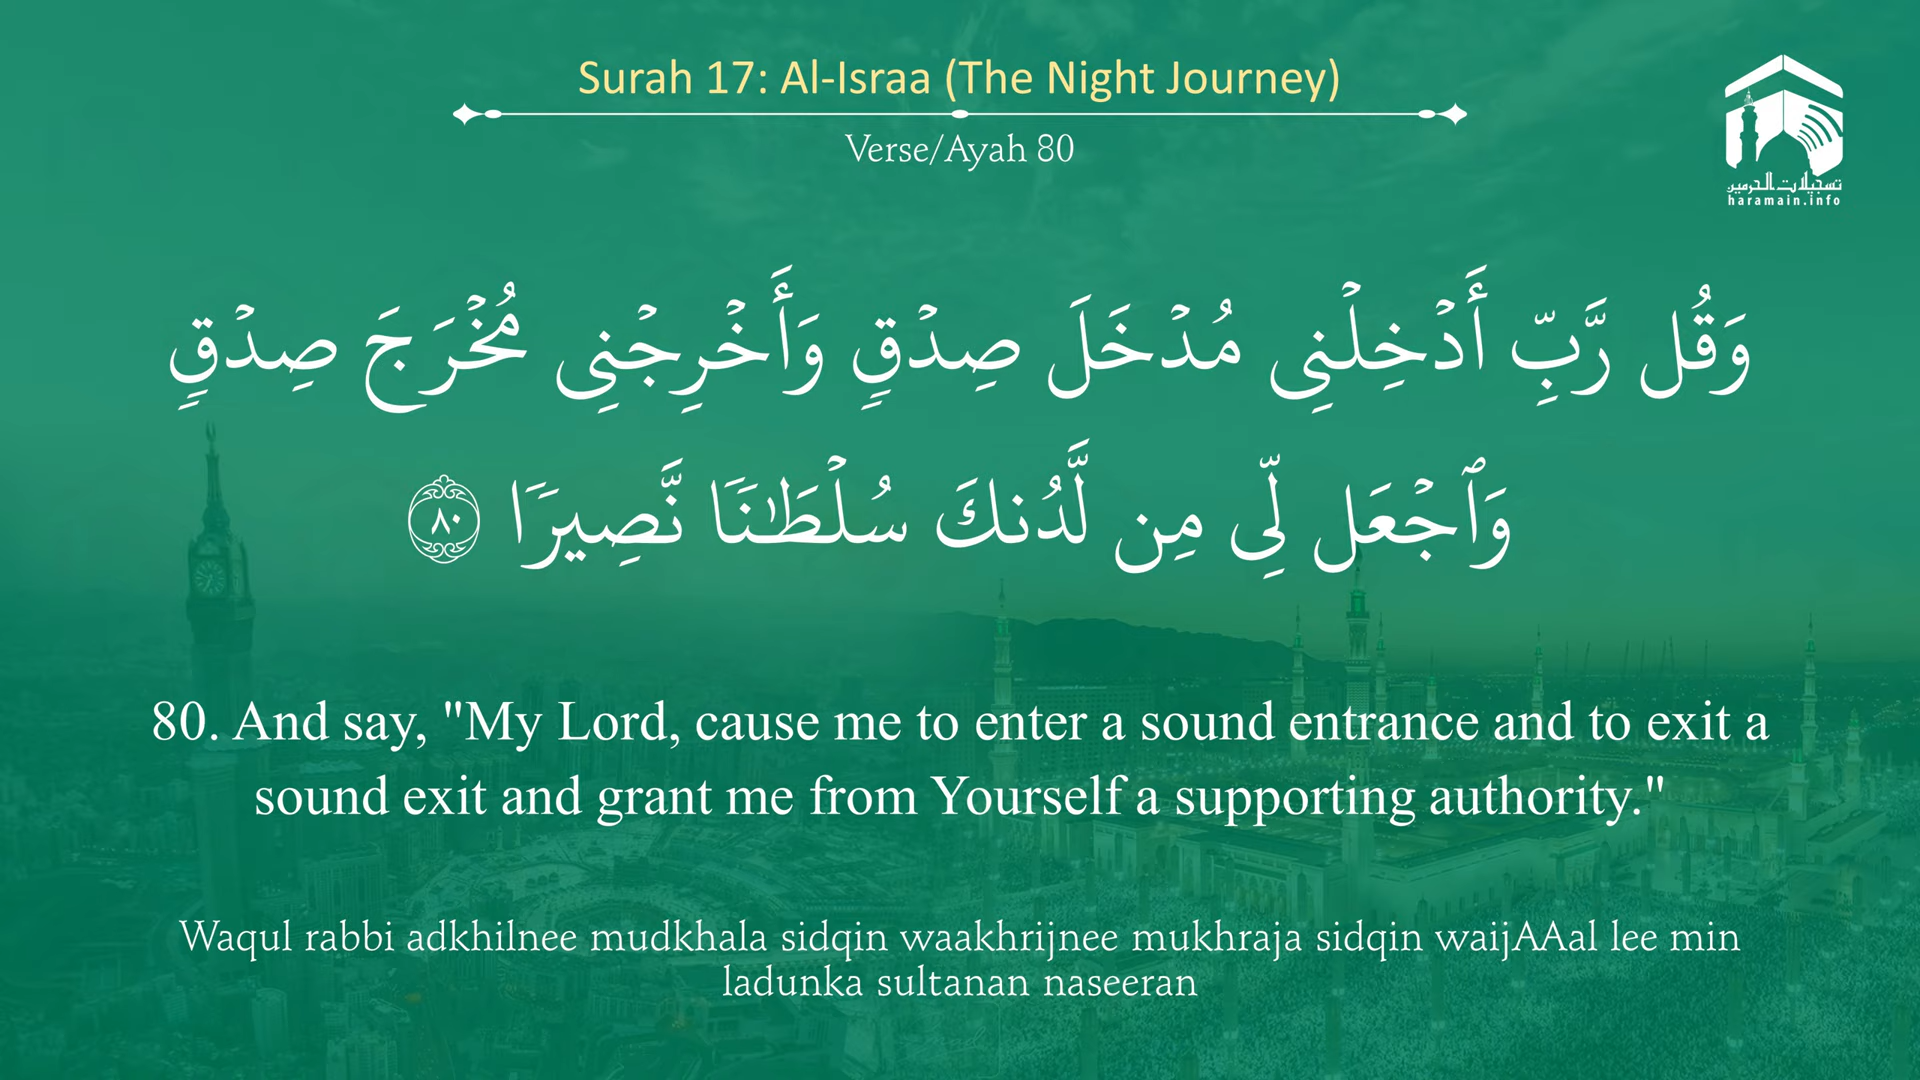 Surah 17: Al-Israa (The Night Journey)
Verse/Ayah 80
تسجيلات الحرمين
haramain.info
وَقُل رَّبِّ أَدْخِلْنِى مُدْخَلَ صِدْقٍ وَأَخْرِجْنِى مُخْرَجَ صِدْقٍ
وَٱجْعَل لِّى مِن لَّدُنكَ سُلْطَـٰنًا نَّصِيرًا ٨٠
80. And say, "My Lord, cause me to enter a sound entrance and to exit a
sound exit and grant me from Yourself a supporting authority."
Waqul rabbi adkhilnee mudkhala sidqin waakhrijnee mukhraja sidqin waijAAal lee min
ladunka sultanan naseeran